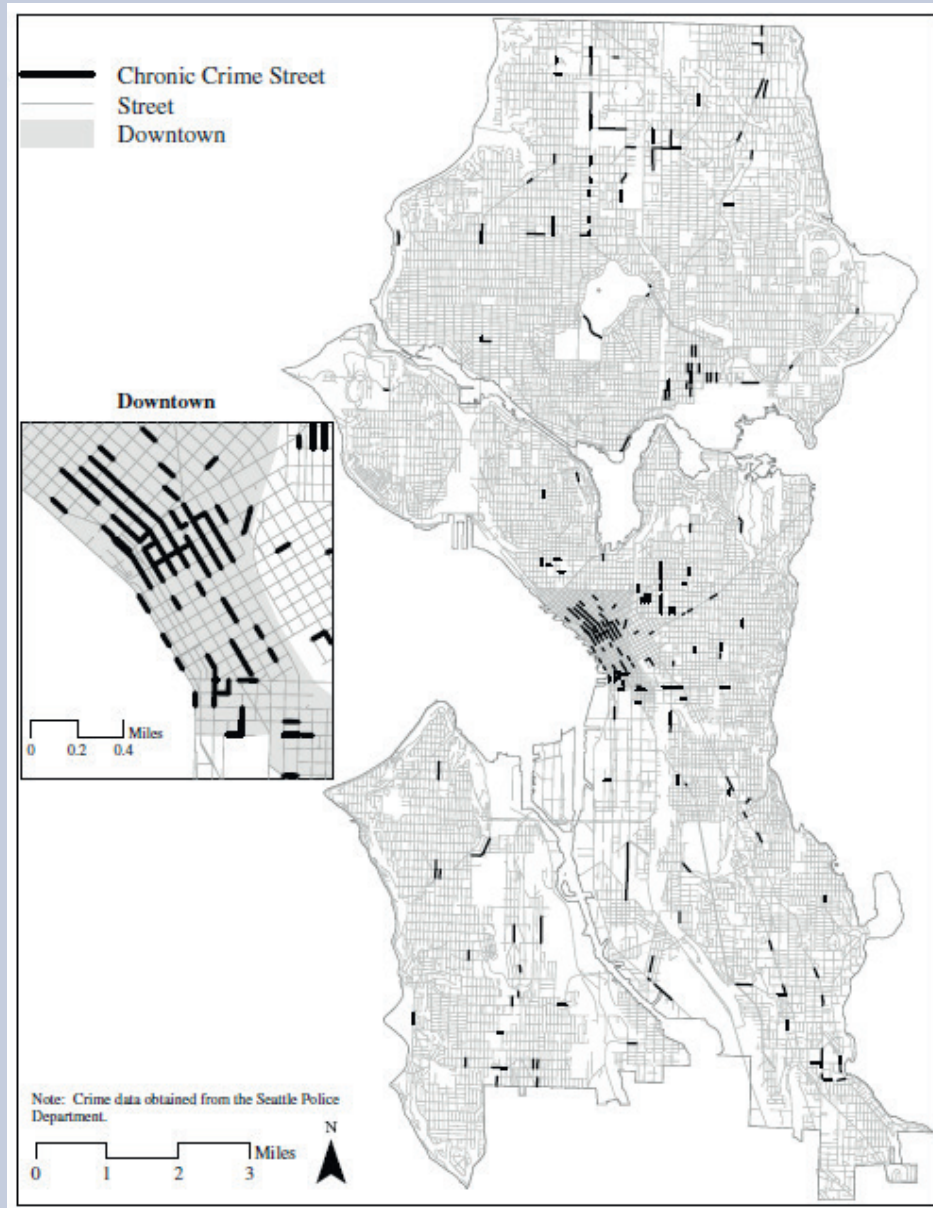 Chronic Crime Street
Street
Downtown
Downtown
Miles
0 0.2 0.4
Note: Crime data obtained from the Seattle Police
Department.
N
Miles
0 1 2 3